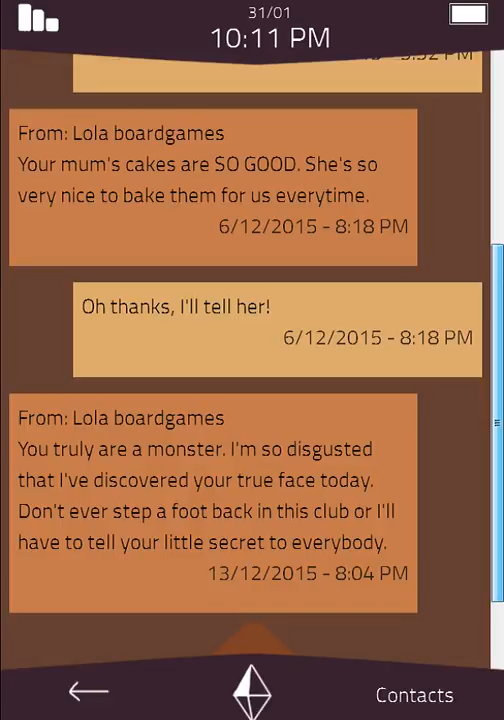 31/01
10:11 PM
PM
From: Lola boardgames
Your mum's cakes are SO GOOD. She's so
very nice to bake them for us everytime.
6/12/2015 - 8:18 PM
Oh thanks, I'll tell her!
6/12/2015 - 8:18 PM
From: Lola boardgames
You truly are a monster. I'm so disgusted
that I've discovered your true face today.
Don't ever step a foot back in this club or I'll
have to tell your little secret to everybody.
13/12/2015 - 8:04 PM
Contacts